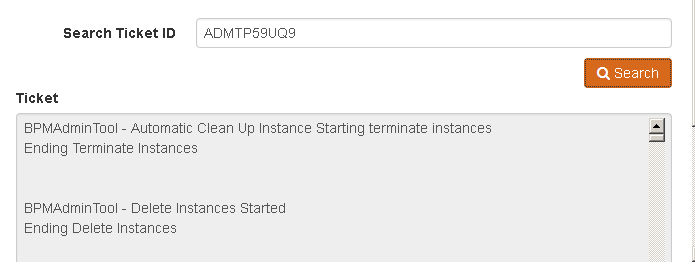 Search Ticket ID ADMTP59UQ9
Search
Ticket
BPMAdminTool - Automatic Clean Up Instance Starting terminate instances
Ending Terminate Instances
BPMAdminTool - Delete Instances Started
Ending Delete Instances